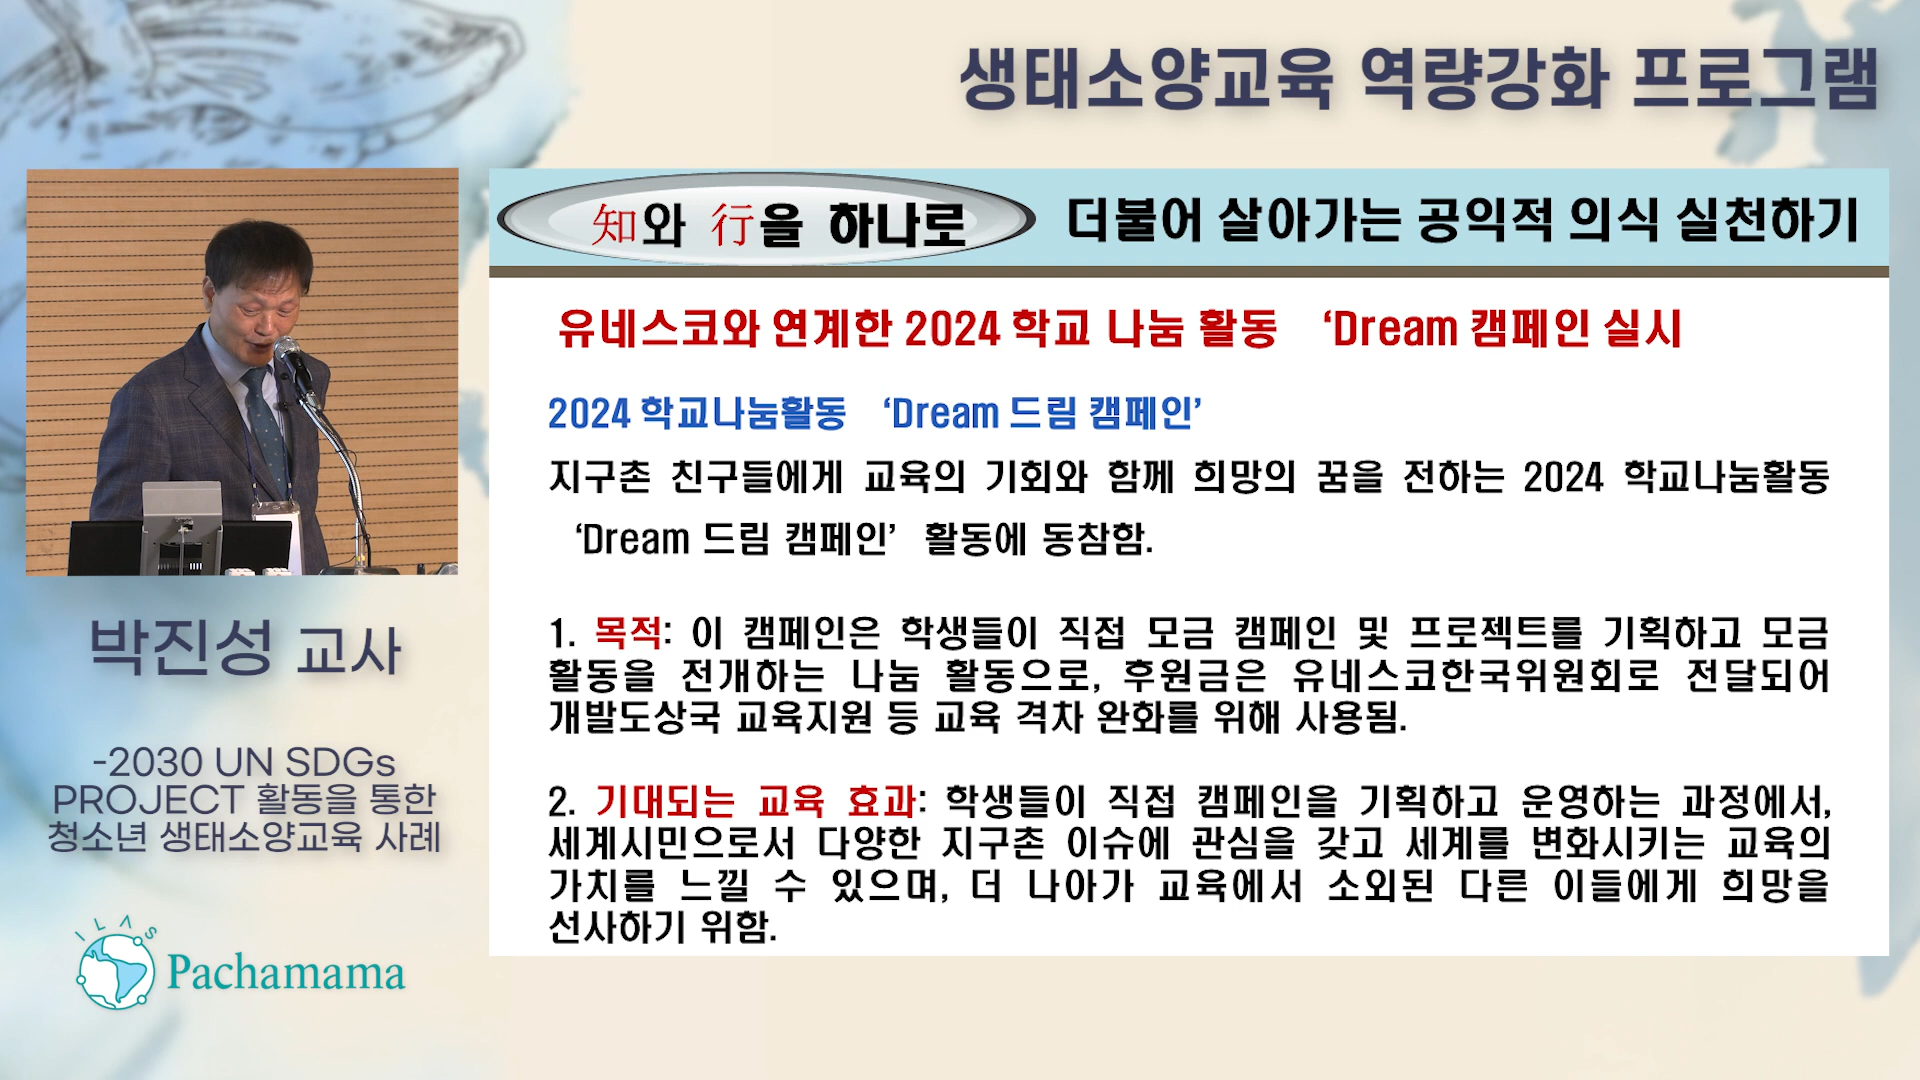 생태소양교육 역량강화 프로그램
知와 行을 하나로
더불어 살아가는 공익적 의식 실천하기
유네스코와 연계한 2024 학교 나눔 활동 ‘Dream 캠페인 실시
2024 학교나눔활동 ‘Dream 드림 캠페인’
지구촌 친구들에게 교육의 기회와 함께 희망의 꿈을 전하는 2024 학교나눔활동
‘Dream 드림 캠페인’ 활동에 동참함.
1. 목적: 이 캠페인은 학생들이 직접 모금 캠페인 및 프로젝트를 기획하고 모금
활동을 전개하는 나눔 활동으로, 후원금은 유네스코한국위원회로 전달되어
개발도상국 교육지원 등 교육 격차 완화를 위해 사용됨.
2. 기대되는 교육 효과: 학생들이 직접 캠페인을 기획하고 운영하는 과정에서,
세계시민으로서 다양한 지구촌 이슈에 관심을 갖고 세계를 변화시키는 교육의
가치를 느낄 수 있으며, 더 나아가 교육에서 소외된 다른 이들에게 희망을
선사하기 위함.
박진성 교사
-2030 UN SDGs
PROJECT 활동을 통한
청소년 생태소양교육 사례
ILAS
Pachamama